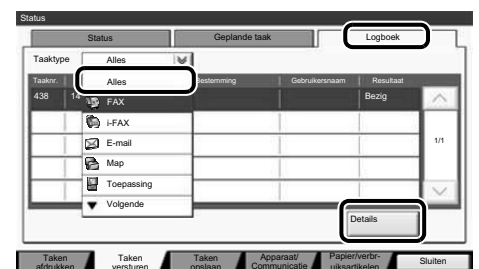 Status
Status Geplande taak Logboek
Taaktype Alles
Taaknr. Bestemming Gebruikersnaam Resultaat
Alles
438 14 Bezig
FAX
i-FAX
E-mail 1/1
Map
Toepassing
Volgende
Details
Taken afdrukken Taken versturen Taken opslaan Apparaat/ Communicatie Papier/verbr- uiksartikelen Sluiten